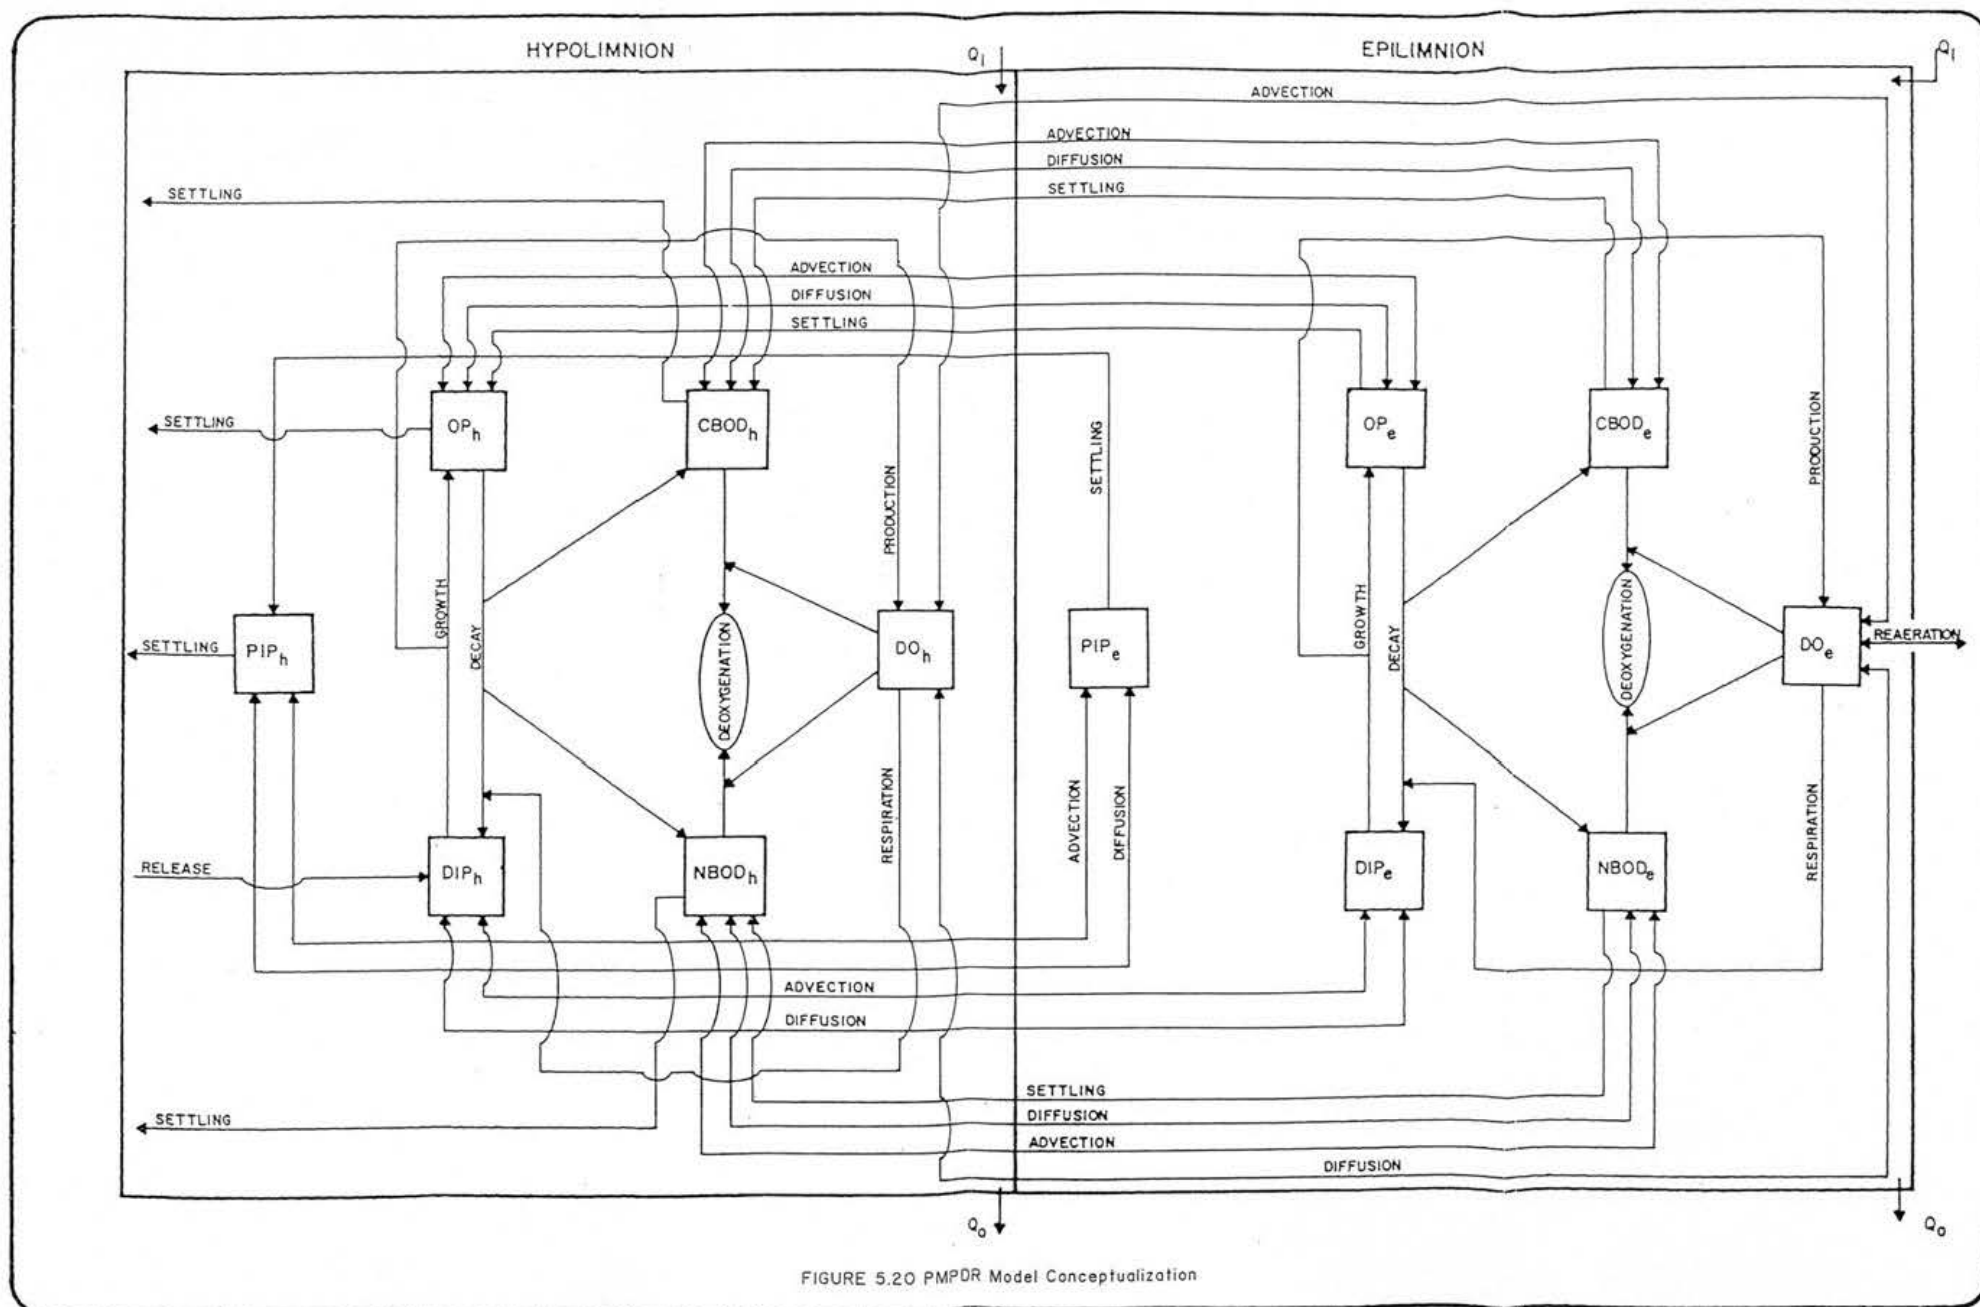 HYPOLIMNION
EPILIMNION
Q₁
Q₁
ADVECTION
ADVECTION
DIFFUSION
SETTLING
SETTLING
ADVECTION
DIFFUSION
SETTLING
SETTLING
OPₕ
CBODₕ
OPₑ
CBODₑ
PRODUCTION
SETTLING
PRODUCTION
GROWTH
DECAY
DEOXYGENATION
GROWTH
DECAY
DEOXYGENATION
SETTLING
PIPₕ
DOₕ
PIPₑ
DOₑ
REAERATION
RESPIRATION
ADVECTION
DIFFUSION
RESPIRATION
RELEASE
DIPₕ
NBODₕ
DIPₑ
NBODₑ
ADVECTION
DIFFUSION
SETTLING
SETTLING
DIFFUSION
ADVECTION
DIFFUSION
Qₒ
Qₒ
FIGURE 5.20 PMPDR Model Conceptualization